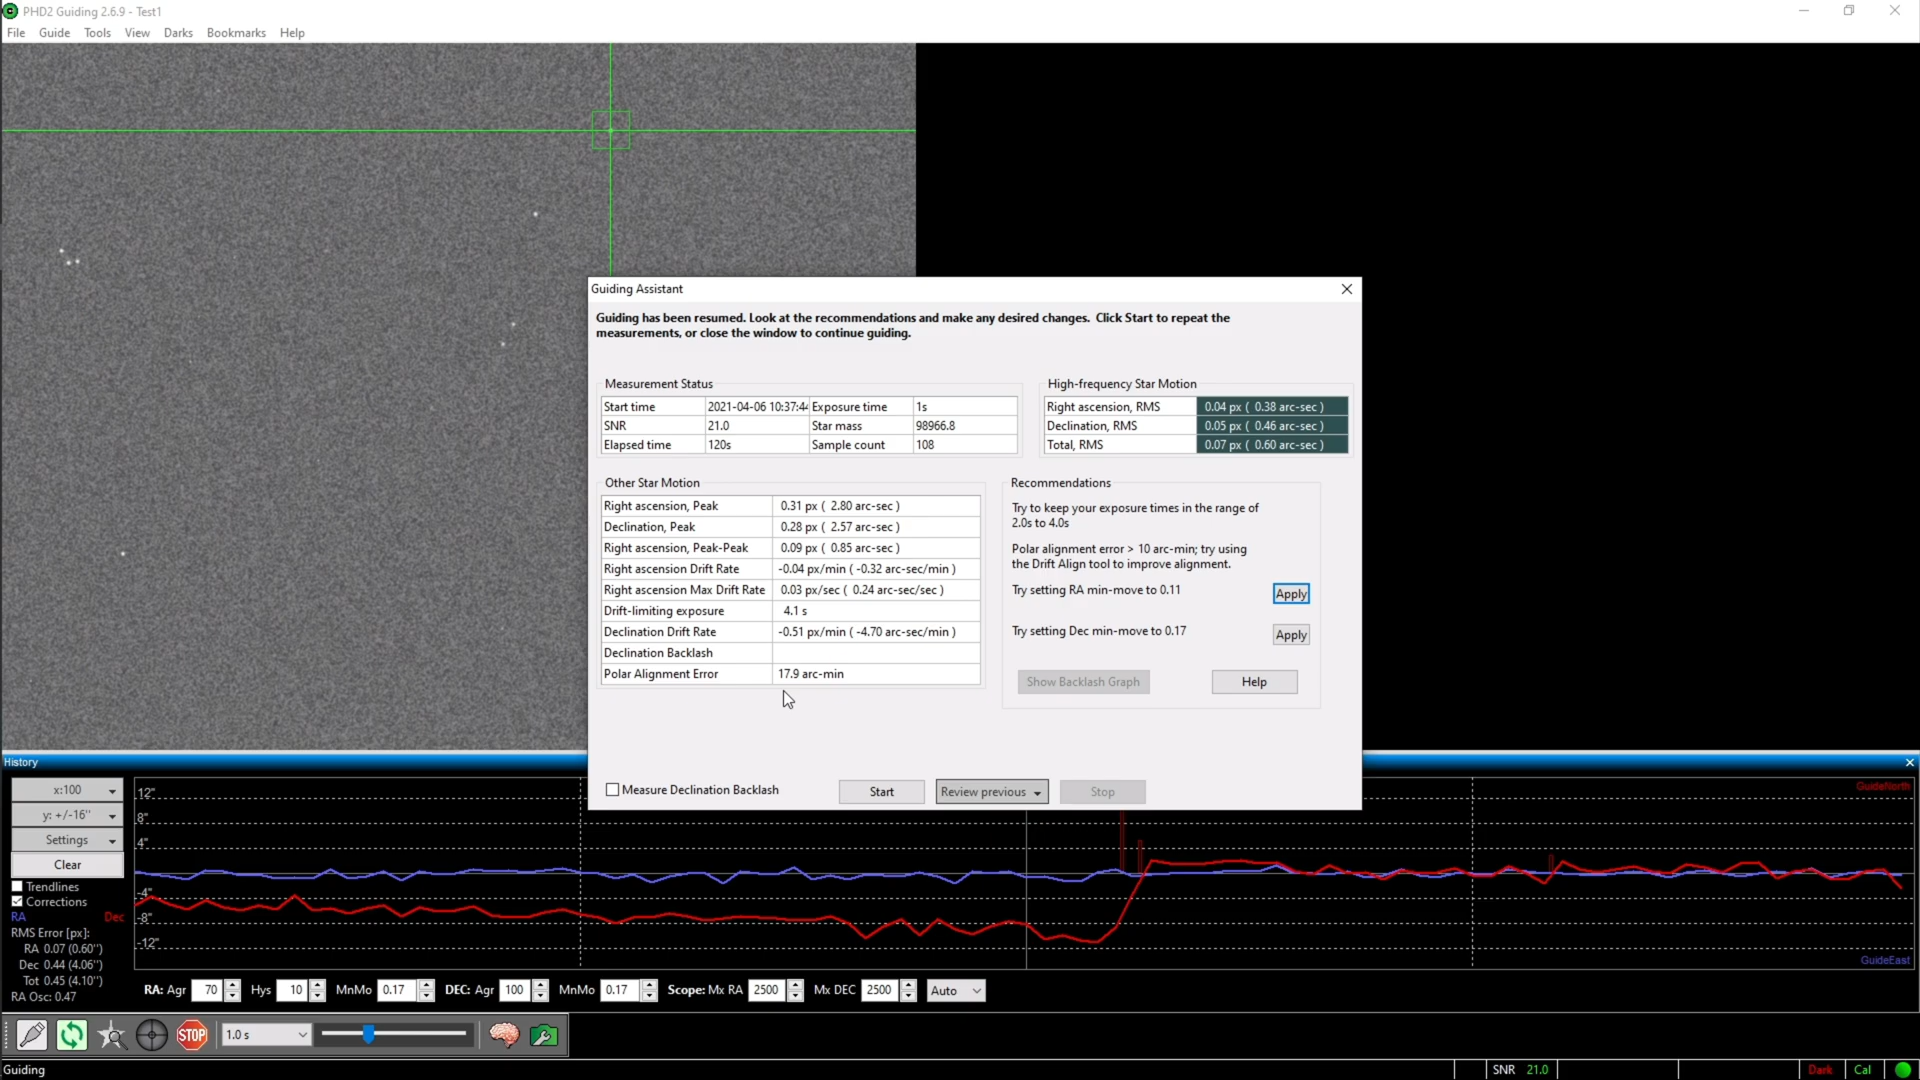 PHD2 Guiding 2.6.9 - Test1
File Guide Tools View Darks Bookmarks Help
Guiding Assistant
Guiding has been resumed. Look at the recommendations and make any desired changes. Click Start to repeat the
measurements, or close the window to continue guiding.
Measurement Status
Start time 2021-04-06 10:37:44 Exposure time 1s
SNR 21.0 Star mass 98966.8
Elapsed time 120s Sample count 108
High-frequency Star Motion
Right ascension, RMS 0.04 px ( 0.38 arc-sec )
Declination, RMS 0.05 px ( 0.46 arc-sec )
Total, RMS 0.07 px ( 0.60 arc-sec )
Other Star Motion
Right ascension, Peak 0.31 px ( 2.80 arc-sec )
Declination, Peak 0.28 px ( 2.57 arc-sec )
Right ascension, Peak-Peak 0.09 px ( 0.85 arc-sec )
Right ascension Drift Rate -0.04 px/min ( -0.32 arc-sec/min )
Right ascension Max Drift Rate 0.03 px/sec ( 0.24 arc-sec/sec )
Drift-limiting exposure 4.1 s
Declination Drift Rate -0.51 px/min ( -4.70 arc-sec/min )
Declination Backlash
Polar Alignment Error 17.9 arc-min
Recommendations
Try to keep your exposure times in the range of
2.0s to 4.0s
Polar alignment error > 10 arc-min; try using
the Drift Align tool to improve alignment.
Try setting RA min-move to 0.11 Apply
Try setting Dec min-move to 0.17 Apply
Show Backlash Graph Help
Measure Declination Backlash Start Review previous Stop
History
x:100
y: +/-16"
Settings
Clear
Trendlines
Corrections
RA Dec
RMS Error [px]:
RA 0.07 (0.60")
Dec 0.44 (4.06")
Tot 0.45 (4.10")
RA Osc: 0.47
12"
8"
4"
-4"
-8"
-12"
GuideNorth
GuideEast
RA: Agr 70 Hys 10 MnMo 0.17 DEC: Agr 100 MnMo 0.17 Scope: Mx RA 2500 Mx DEC 2500 Auto
STOP 1.0 s
Guiding SNR 21.0 Dark Cal